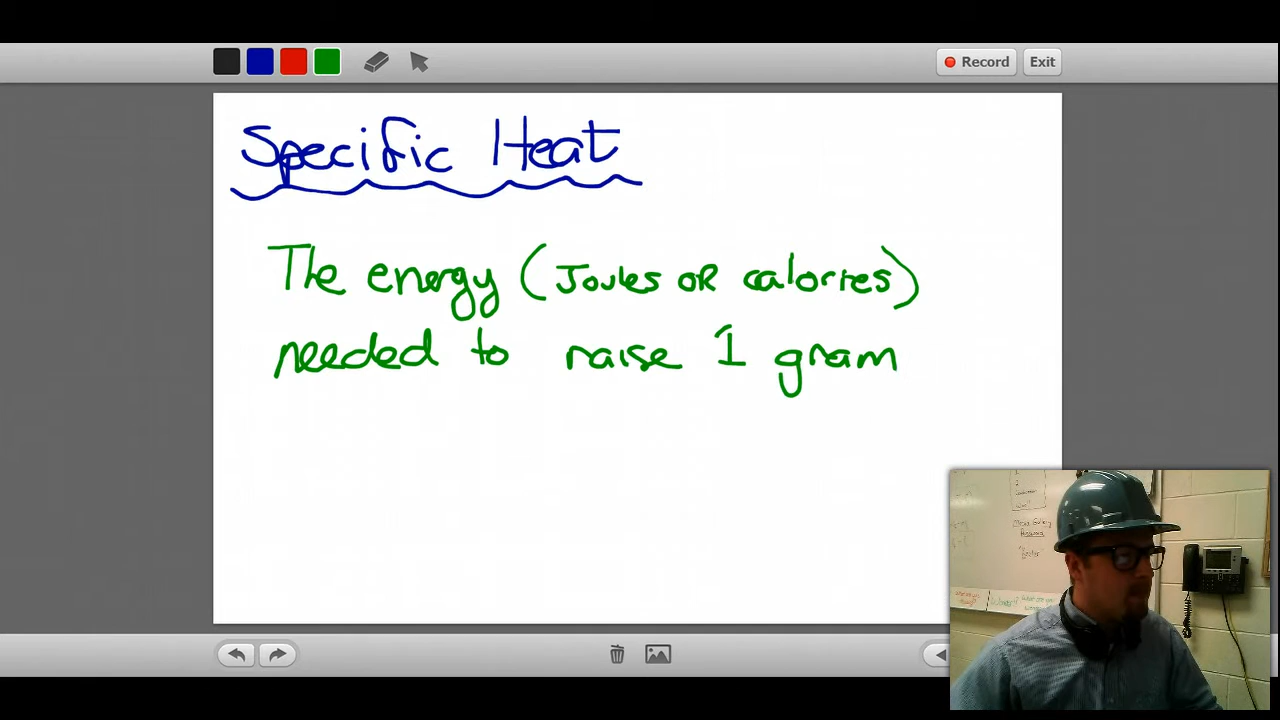 Record
Exit
Specific Heat
The energy (Joules OR calories)
needed to raise 1 gram